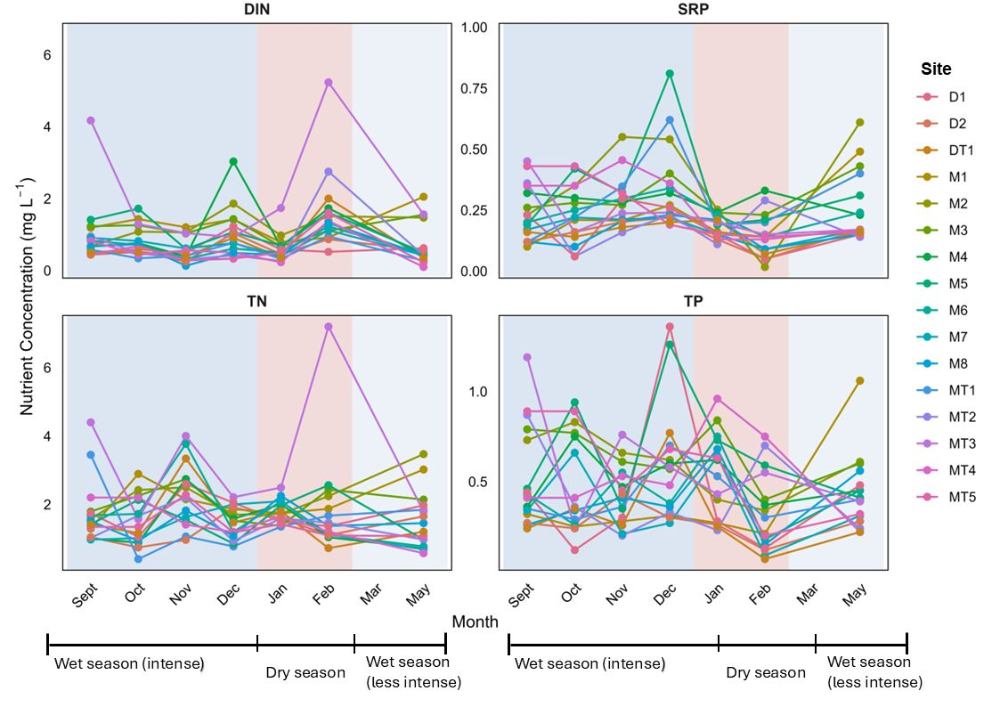 DIN
SRP
6
4
2
0
1.00
0.75
0.50
0.25
0.00
Nutrient Concentration (mg L⁻¹)
TN
TP
6
4
2
1.0
0.5
Sept
Oct
Nov
Dec
Jan
Feb
Mar
May
Sept
Oct
Nov
Dec
Jan
Feb
Mar
May
Month
Site
D1
D2
DT1
M1
M2
M3
M4
M5
M6
M7
M8
MT1
MT2
MT3
MT4
MT5
Wet season (intense)
Dry season
Wet season
(less intense)
Wet season (intense)
Dry season
Wet season
(less intense)